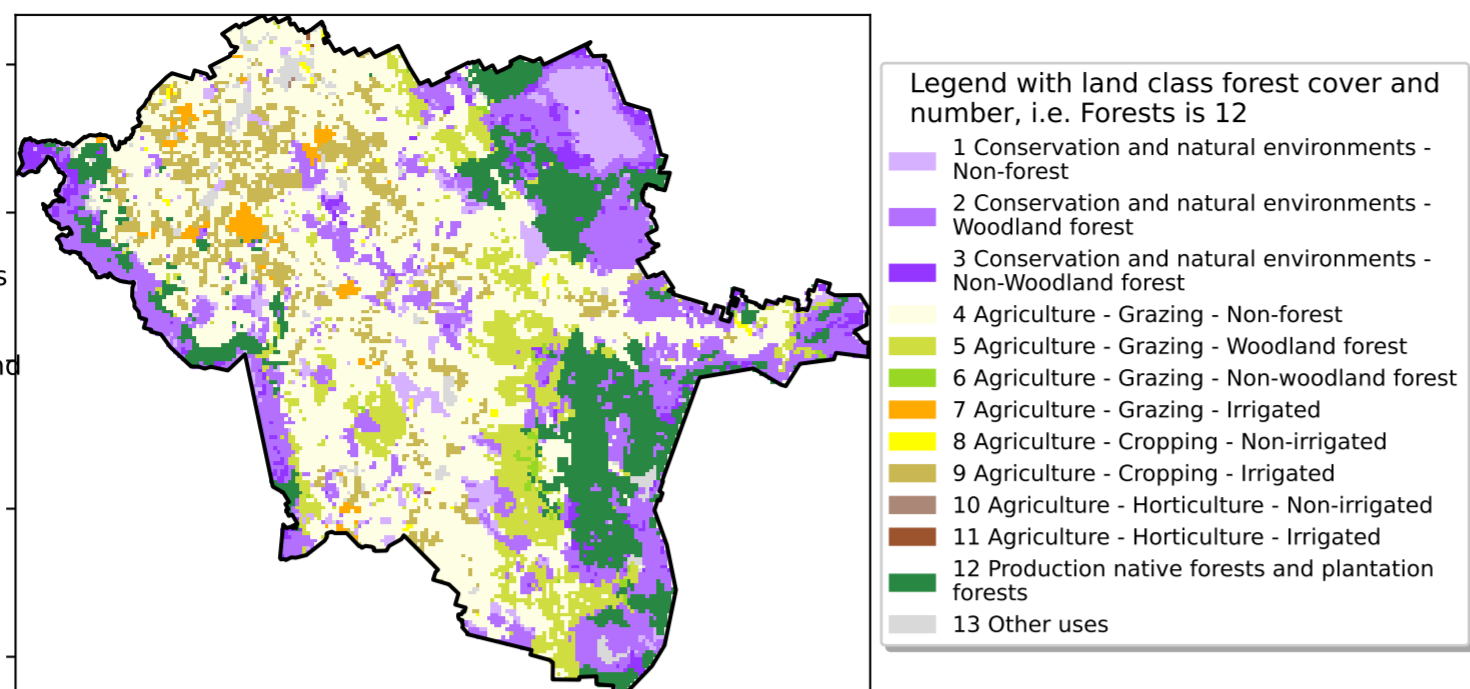 s
nd
Legend with land class forest cover and
number, i.e. Forests is 12
1 Conservation and natural environments -
Non-forest
2 Conservation and natural environments -
Woodland forest
3 Conservation and natural environments -
Non-Woodland forest
4 Agriculture - Grazing - Non-forest
5 Agriculture - Grazing - Woodland forest
6 Agriculture - Grazing - Non-woodland forest
7 Agriculture - Grazing - Irrigated
8 Agriculture - Cropping - Non-irrigated
9 Agriculture - Cropping - Irrigated
10 Agriculture - Horticulture - Non-irrigated
11 Agriculture - Horticulture - Irrigated
12 Production native forests and plantation
forests
13 Other uses